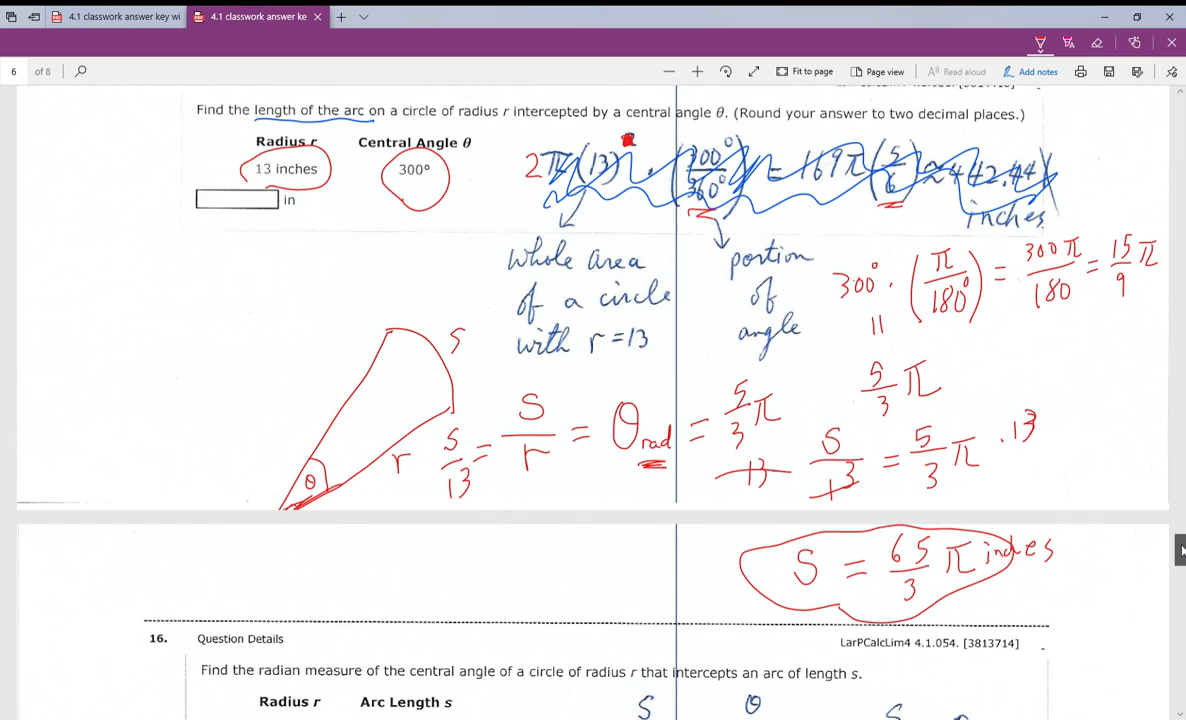 4.1 classwork answer key wi
4.1 classwork answer ke
6 of 8
Fit to page
Page view
Read aloud
Add notes
Find the length of the arc on a circle of radius r intercepted by a central angle θ. (Round your answer to two decimal places.)
Radius r Central Angle θ
13 inches 300°
in
2π(13) · (300°/360°) = 169π(5/6) ≈ 442.44
inches
whole area
of a circle
with r = 13
portion
of
angle
300° · (π/180°) = 300π/180 = 15/9 π
=
5/3 π
s
θ
r
s/13 = s/r = θrad = 5/3 π
13
s/13 = 5/3 π · 13
S = 65/3 π inches
16. Question Details LarPCalcLim4 4.1.054. [3813714]
Find the radian measure of the central angle of a circle of radius r that intercepts an arc of length s.
Radius r Arc Length s
S θ